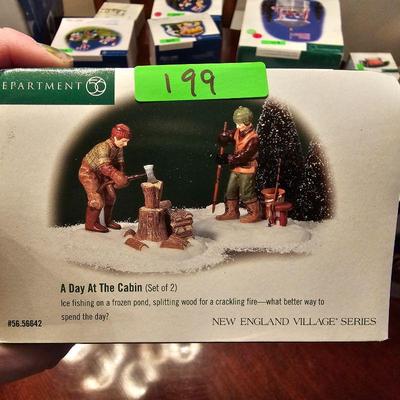 EPARTMENT 56
199
A Day At The Cabin (Set of 2)
Ice fishing on a frozen pond, splitting wood for a crackling fire—what better way to
spend the day?
#56.56642
NEW ENGLAND VILLAGE® SERIES